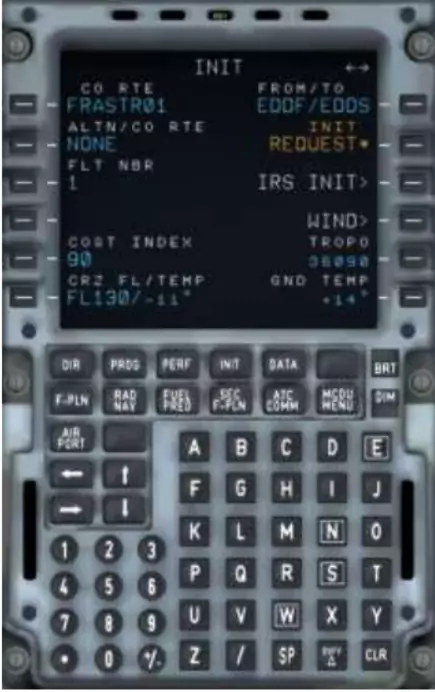 INIT ↔
CO RTE FROM/TO
FRASTR01 EDDF/EDDS
ALTN/CO RTE INIT
NONE REQUEST*
FLT NBR
1 IRS INIT>
WIND>
COST INDEX TROPO
90 36090
CRZ FL/TEMP GND TEMP
FL130/-11° +14°
DIR PROG PERF INIT DATA BRT
F-PLN RAD NAV FUEL PRED SEC F-PLN ATC COMM MCDU MENU DIM
AIR PORT
A B C D E
← ↑
F G H I J
→ ↓
K L M N O
1 2 3
P Q R S T
4 5 6
U V W X Y
7 8 9
Z / SP OVFY Δ CLR
. 0 +/-